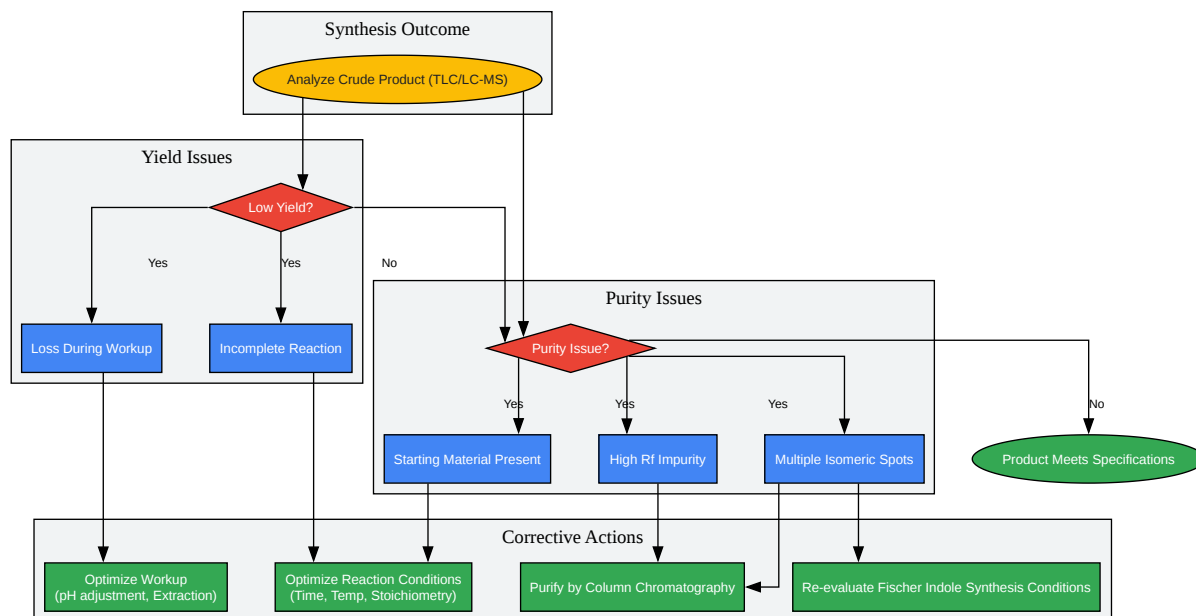 Synthesis Outcome
Analyze Crude Product (TLC/LC-MS)
Yield Issues
Low Yield?
Yes
Yes
No
Loss During Workup
Incomplete Reaction
Purity Issues
Purity Issue?
Yes
Yes
Yes
No
Starting Material Present
High Rf Impurity
Multiple Isomeric Spots
Product Meets Specifications
Corrective Actions
Optimize Workup
(pH adjustment, Extraction)
Optimize Reaction Conditions
(Time, Temp, Stoichiometry)
Purify by Column Chromatography
Re-evaluate Fischer Indole Synthesis Conditions